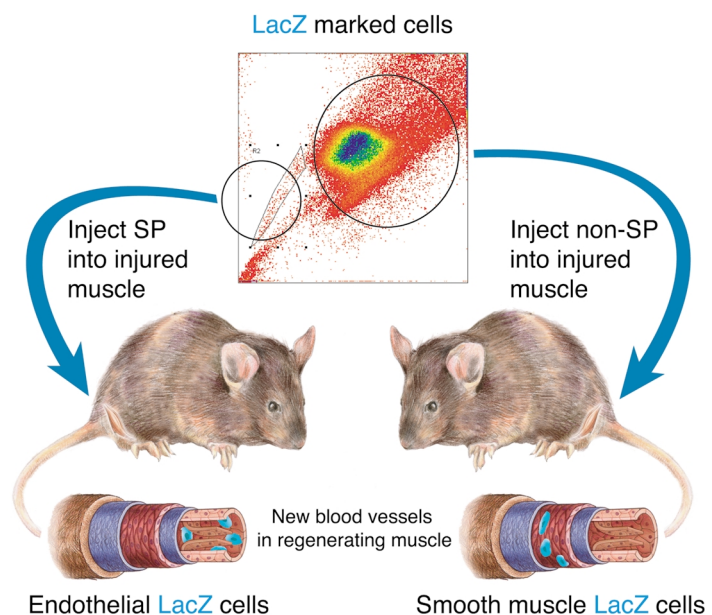 LacZ marked cells
R2
Inject SP
into injured
muscle
Inject non-SP
into injured
muscle
New blood vessels
in regenerating muscle
Endothelial LacZ cells
Smooth muscle LacZ cells